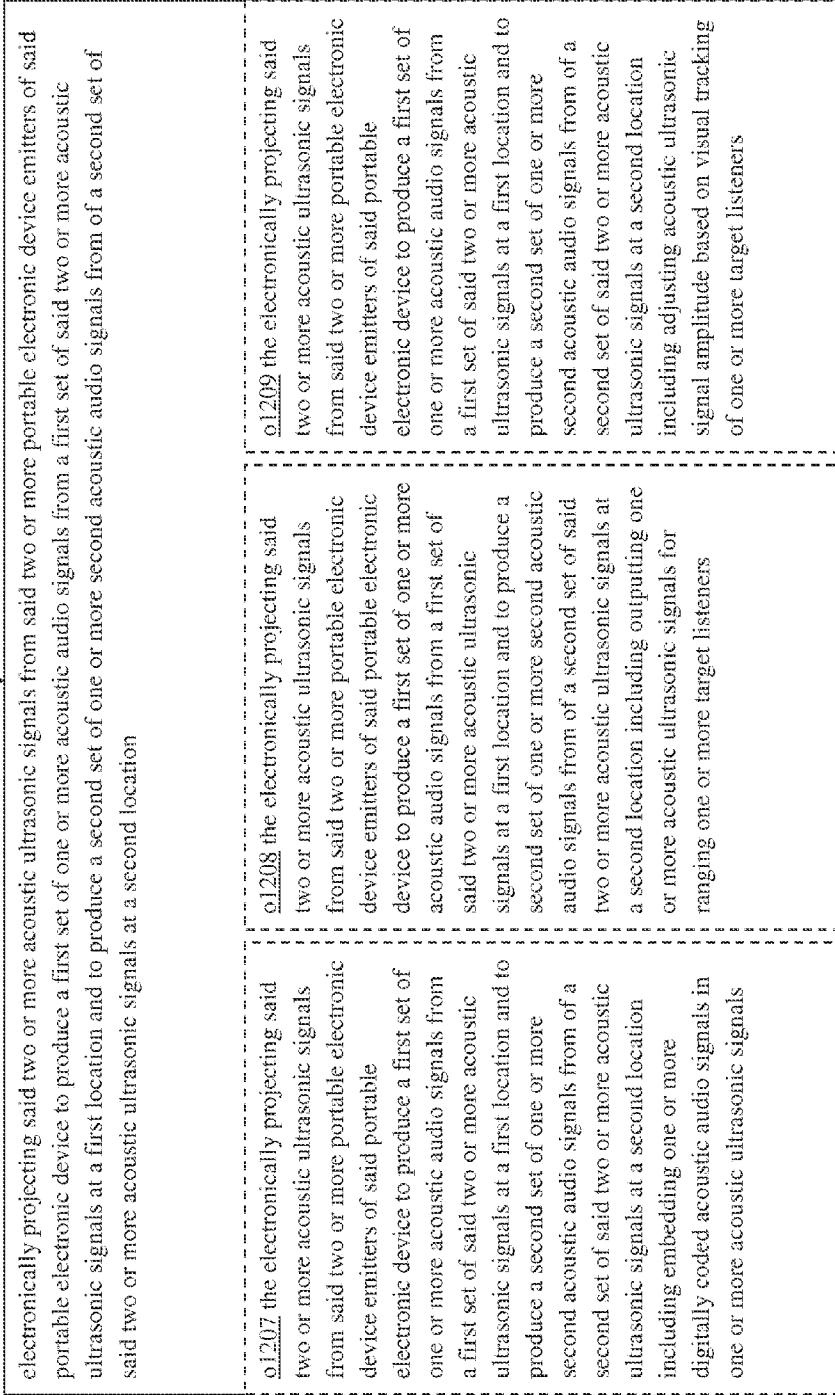 electronically projecting said two or more acoustic ultrasonic signals from said two or more portable electronic device emitters of said
portable electronic device to produce a first set of one or more acoustic audio signals from a first set of said two or more acoustic
ultrasonic signals at a first location and to produce a second set of one or more second acoustic audio signals from of a second set of
said two or more acoustic ultrasonic signals at a second location
o1207 the electronically projecting said
two or more acoustic ultrasonic signals
from said two or more portable electronic
device emitters of said portable
electronic device to produce a first set of
one or more acoustic audio signals from
a first set of said two or more acoustic
ultrasonic signals at a first location and to
produce a second set of one or more
second acoustic audio signals from of a
second set of said two or more acoustic
ultrasonic signals at a second location
including embedding one or more
digitally coded acoustic audio signals in
one or more acoustic ultrasonic signals
o1208 the electronically projecting said
two or more acoustic ultrasonic signals
from said two or more portable electronic
device emitters of said portable electronic
device to produce a first set of one or more
acoustic audio signals from a first set of
said two or more acoustic ultrasonic
signals at a first location and to produce a
second set of one or more second acoustic
audio signals from of a second set of said
two or more acoustic ultrasonic signals at
a second location including outputting one
or more acoustic ultrasonic signals for
ranging one or more target listeners
o1209 the electronically projecting said
two or more acoustic ultrasonic signals
from said two or more portable electronic
device emitters of said portable
electronic device to produce a first set of
one or more acoustic audio signals from
a first set of said two or more acoustic
ultrasonic signals at a first location and to
produce a second set of one or more
second acoustic audio signals from of a
second set of said two or more acoustic
ultrasonic signals at a second location
including adjusting acoustic ultrasonic
signal amplitude based on visual tracking
of one or more target listeners